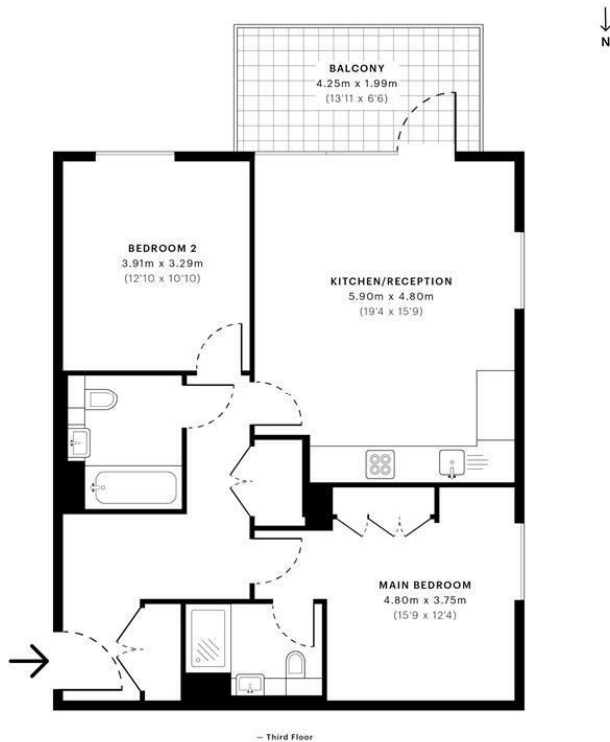 N
BALCONY
4.25m x 1.99m
(13'11 x 6'6)
BEDROOM 2
3.91m x 3.29m
(12'10 x 10'10)
KITCHEN/RECEPTION
5.90m x 4.80m
(19'4 x 15'9)
MAIN BEDROOM
4.80m x 3.75m
(15'9 x 12'4)
— Third Floor